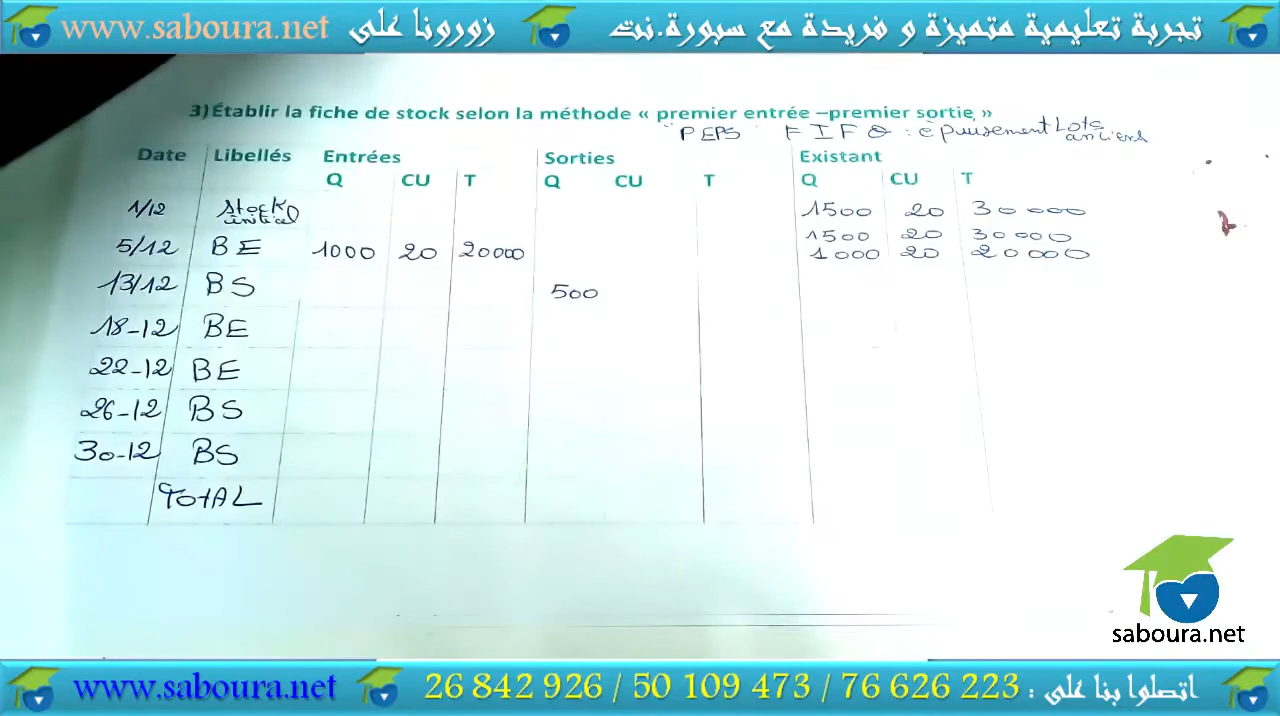 www.saboura.net زورونا على تجربة تعليمية متميزة و فريدة مع سبورة.نت
3) Établir la fiche de stock selon la méthode « premier entrée –premier sortie »
"PEPS" FIFO : épuisement Lots anciens
Date Libellés Entrées Sorties Existant
Q CU T Q CU T Q CU T
1/12 Stock initial 1500 20 30000
1500 20 30000
5/12 BE 1000 20 20000 1000 20 20000
13/12 BS 500
18-12 BE
22-12 BE
26-12 BS
30-12 BS
TOTAL
saboura.net
www.saboura.net 26 842 926 / 50 109 473 / 76 626 223 : اتصلوا بنا على